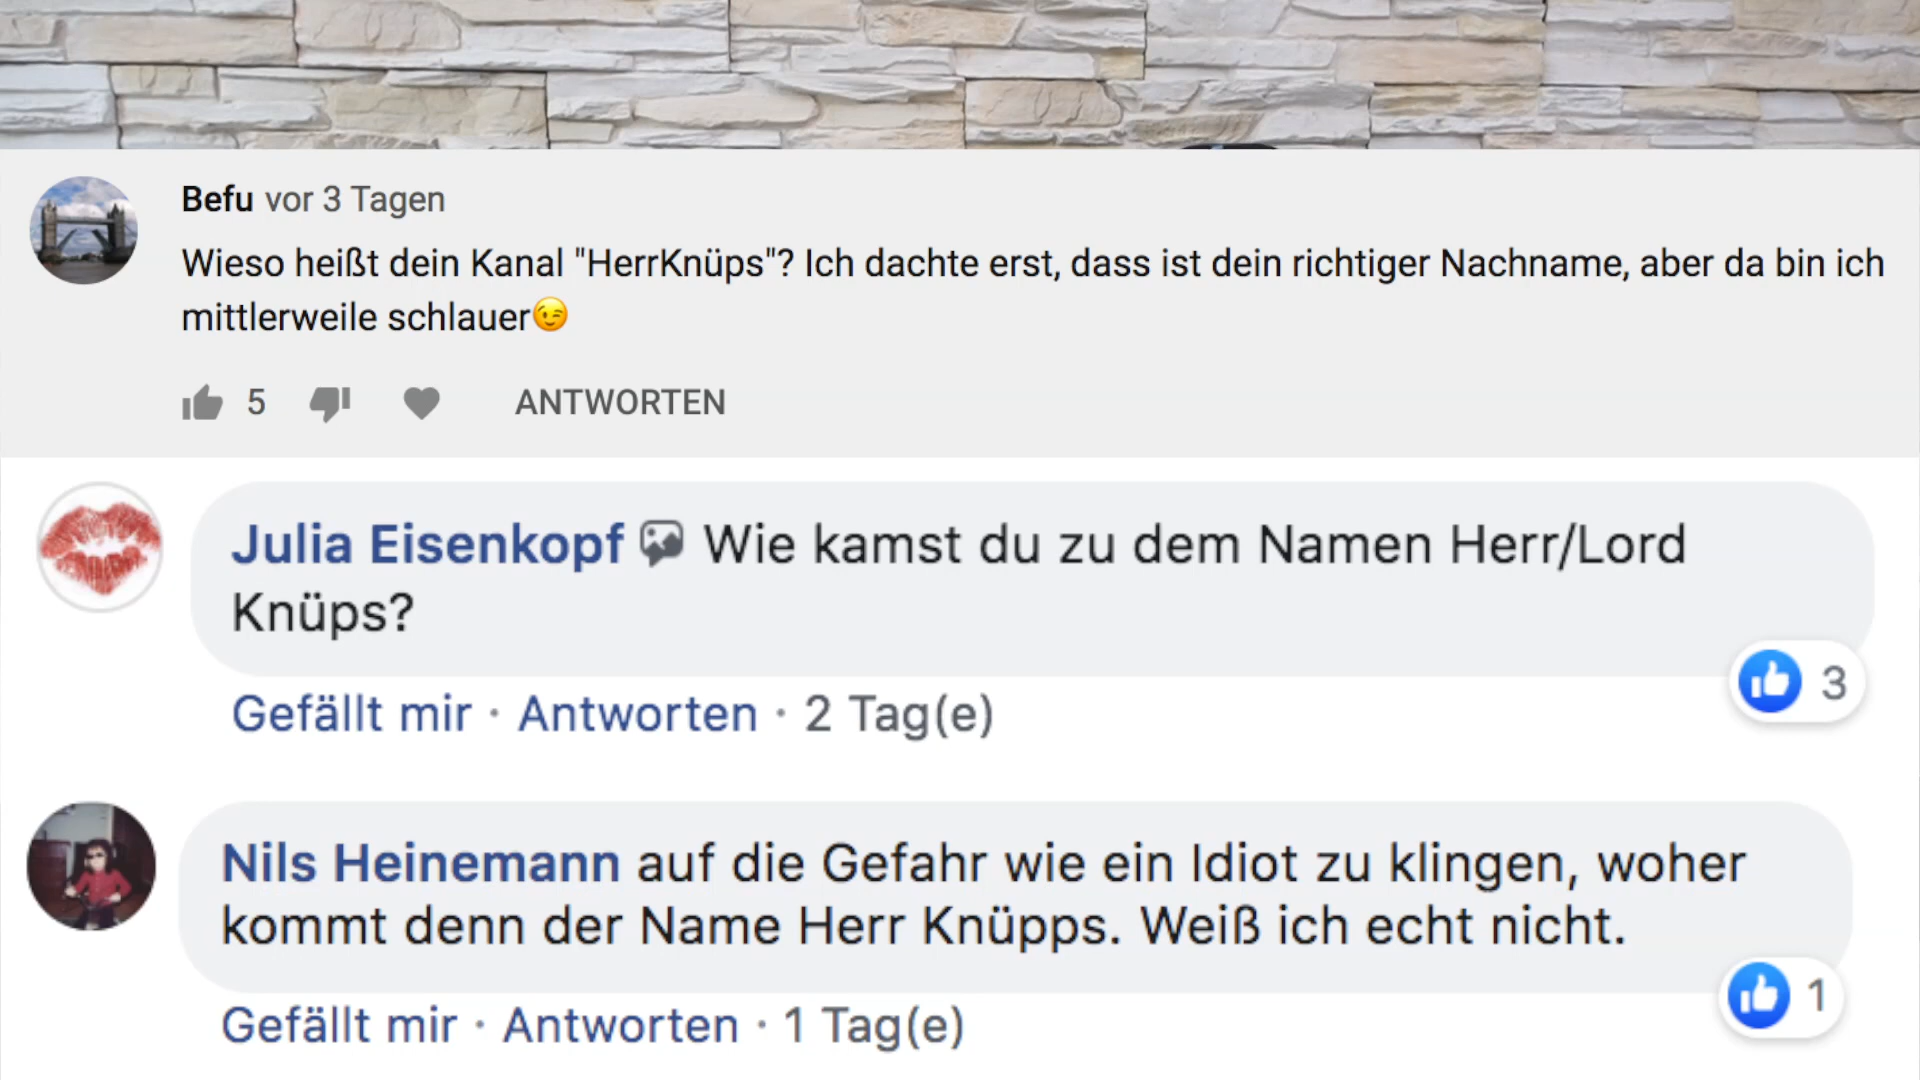 Befu vor 3 Tagen
Wieso heißt dein Kanal "HerrKnüps"? Ich dachte erst, dass ist dein richtiger Nachname, aber da bin ich
mittlerweile schlauer😉
5 ANTWORTEN
Julia Eisenkopf Wie kamst du zu dem Namen Herr/Lord
Knüps?
3
Gefällt mir · Antworten · 2 Tag(e)
Nils Heinemann auf die Gefahr wie ein Idiot zu klingen, woher
kommt denn der Name Herr Knüpps. Weiß ich echt nicht.
1
Gefällt mir · Antworten · 1 Tag(e)